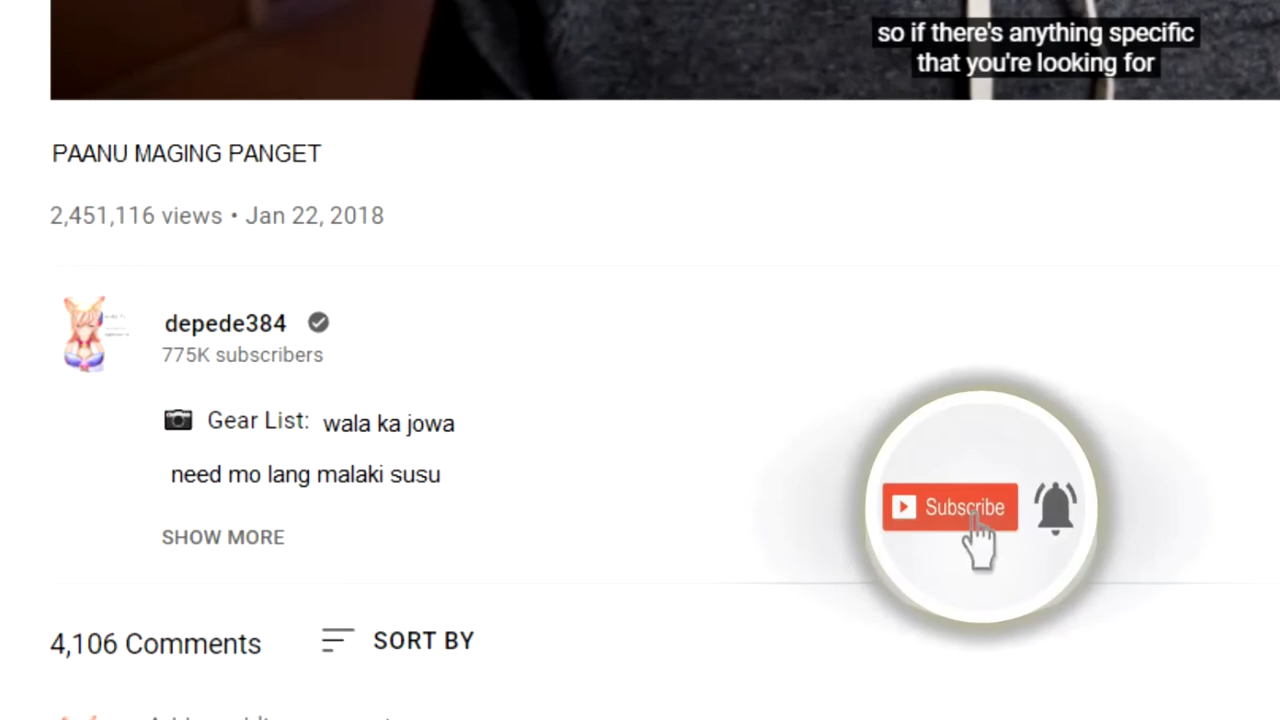 so if there's anything specific
that you're looking for
PAANU MAGING PANGET
2,451,116 views • Jan 22, 2018
depede384
775K subscribers
Gear List: wala ka jowa
need mo lang malaki susu
SHOW MORE
Subscribe
4,106 Comments SORT BY